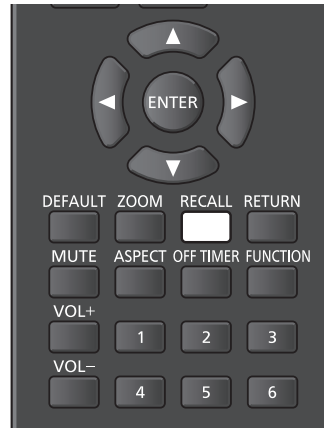 ENTER
DEFAULT ZOOM RECALL RETURN
MUTE ASPECT OFF TIMER FUNCTION
VOL+
1 2 3
VOL−
4 5 6